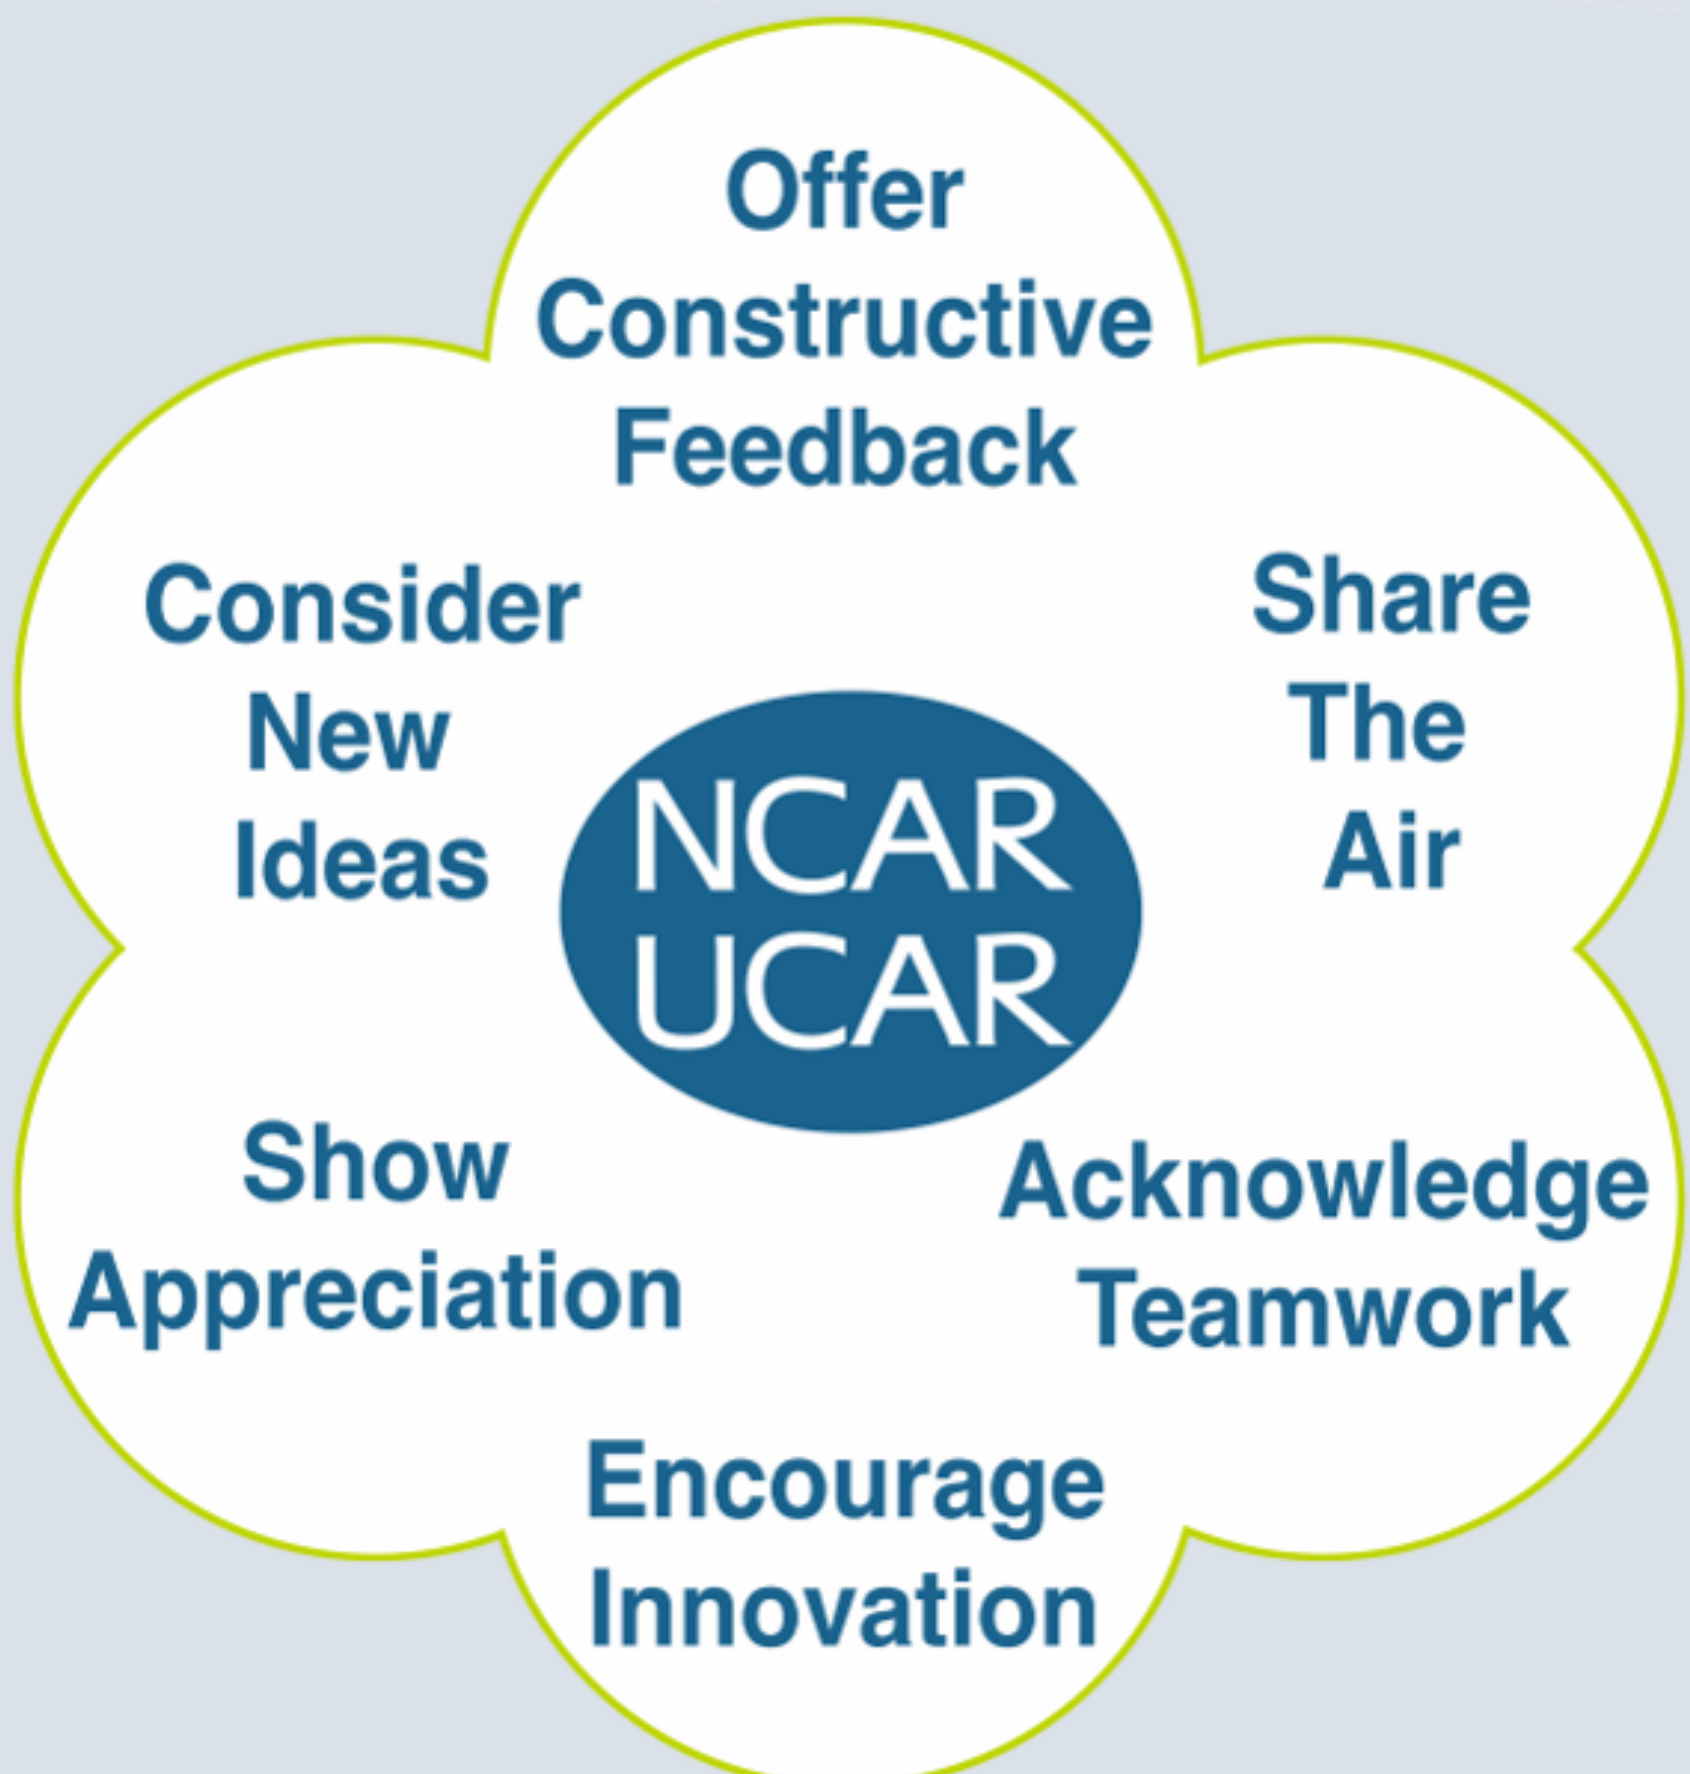 Offer
Constructive
Feedback
Share
The
Air
Acknowledge
Teamwork
Encourage
Innovation
Show
Appreciation
Consider
New
Ideas
NCAR
UCAR